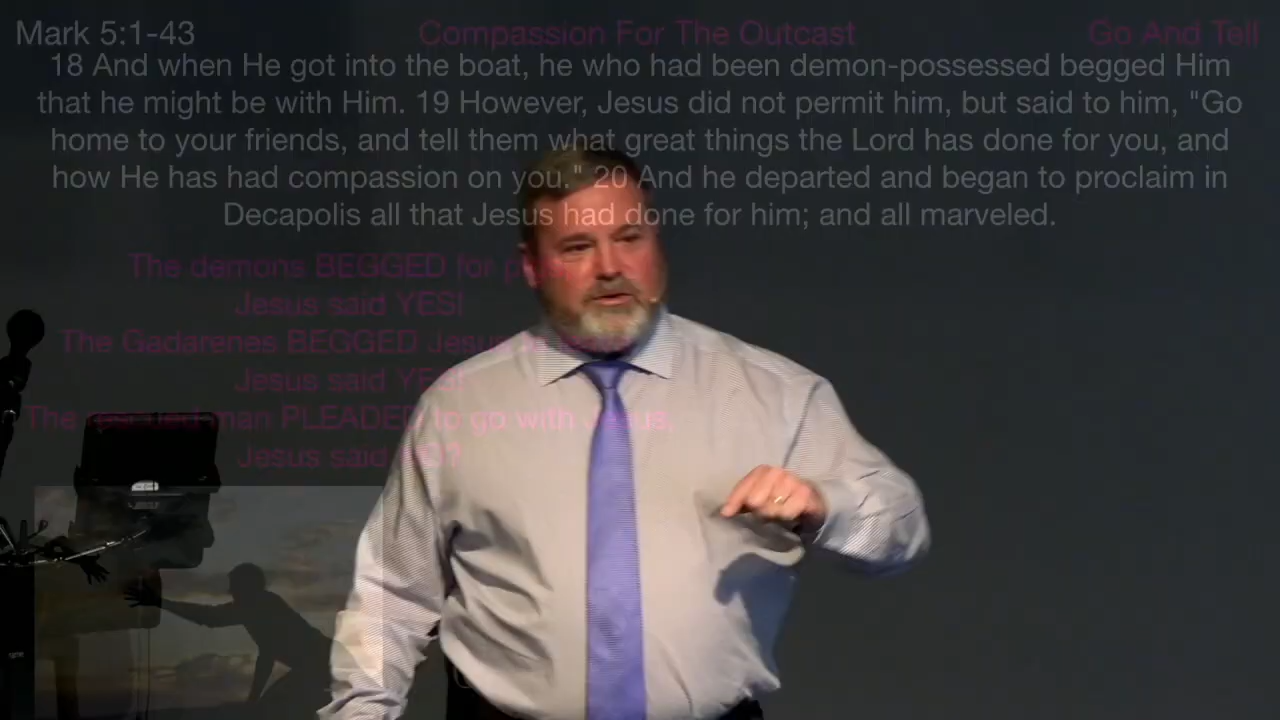 Mark 5:1-43 Compassion For The Outcast Go And Tell
18 And when He got into the boat, he who had been demon-possessed begged Him
that he might be with Him. 19 However, Jesus did not permit him, but said to him, "Go
home to your friends, and tell them what great things the Lord has done for you, and
how He has had compassion on you." 20 And he departed and began to proclaim in
Decapolis all that Jesus had done for him; and all marveled.
The demons BEGGED for
Jesus said YES!
The Gadarenes BEGGED Jesus
Jesus said YES!
The man PLEADED to go with Jesus,
Jesus said